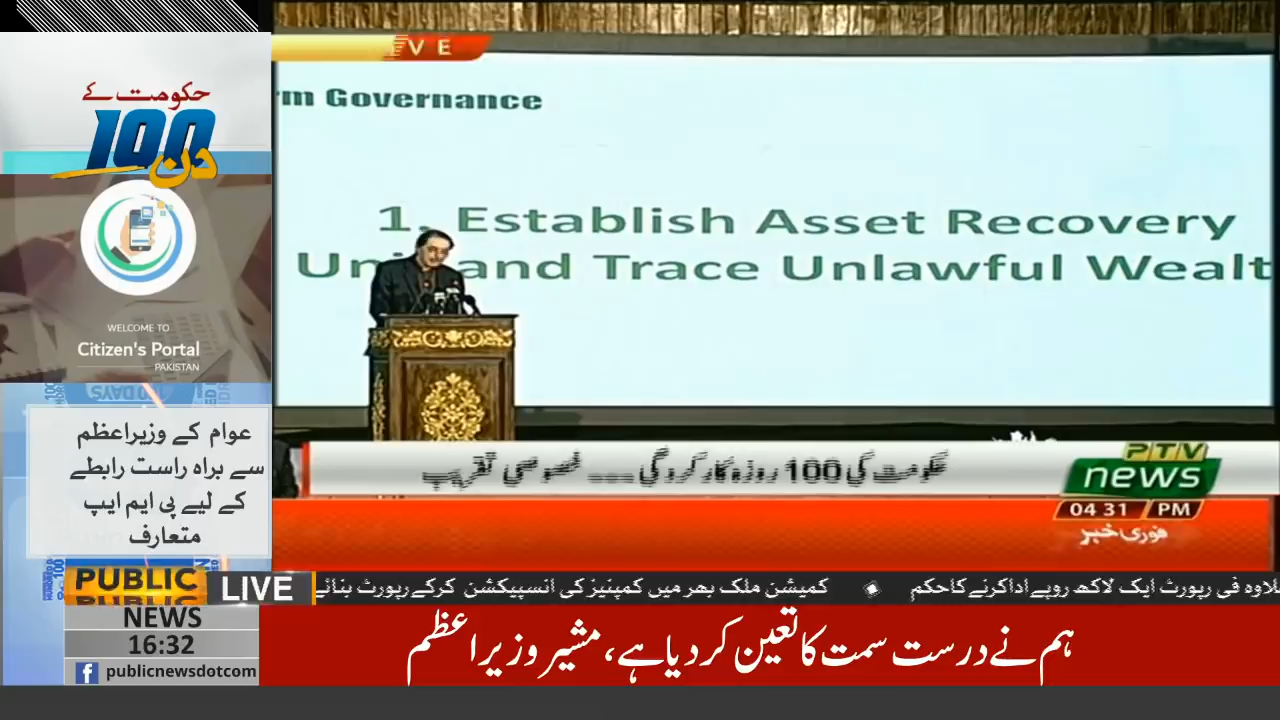 حکومت کے
100
دن
WELCOME TO
Citizen's Portal
PAKISTAN
عوام کے وزیراعظم
سے براہ راست رابطے
کے لیے پی ایم ایپ
متعارف
PUBLIC
NEWS
16:32
publicnewsdotcom
LIVE
VE
rm Governance
1. Establish Asset Recovery
and Trace Unlawful Wealt
حکومت کی 100 روزہ کارکردگی ---- خصوصی تقریب
PTV
news
04 31 PM
فوری خبر
علاوہ فی رپورٹ ایک لاکھ روپے ادا کرنے کا حکم
کمیشن ملک بھر میں کمپنیز کی انسپیکشن کرکے رپورٹ بنائے
ہم نے درست سمت کا تعین کر دیا ہے، مشیر وزیراعظم